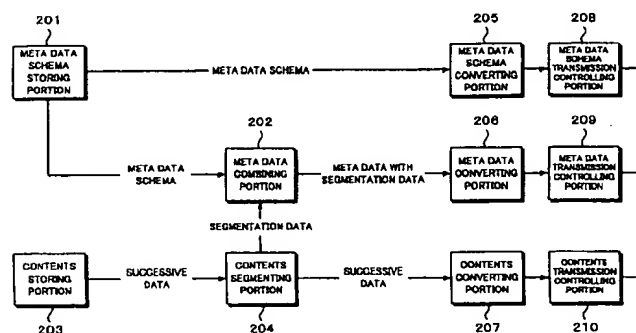 201
205
208
META DATA
SCHEMA
STORING
PORTION
META DATA SCHEMA
META DATA
SCHEMA
CONVERTING
PORTION
META DATA
SCHEMA
TRANSMISSION
CONTROLLING
PORTION
202
206
209
META DATA
SCHEMA
META DATA
COMBINING
PORTION
META DATA WITH
SEGMENTATION DATA
META DATA
CONVERTING
PORTION
META DATA
TRANSMISSION
CONTROLLING
PORTION
SEGMENTATION DATA
CONTENTS
STORING
PORTION
SUCCESSIVE
DATA
CONTENTS
SEGMENTING
PORTION
SUCCESSIVE
DATA
CONTENTS
CONVERTING
PORTION
CONTENTS
TRANSMISSION
CONTROLLING
PORTION
203
204
207
210